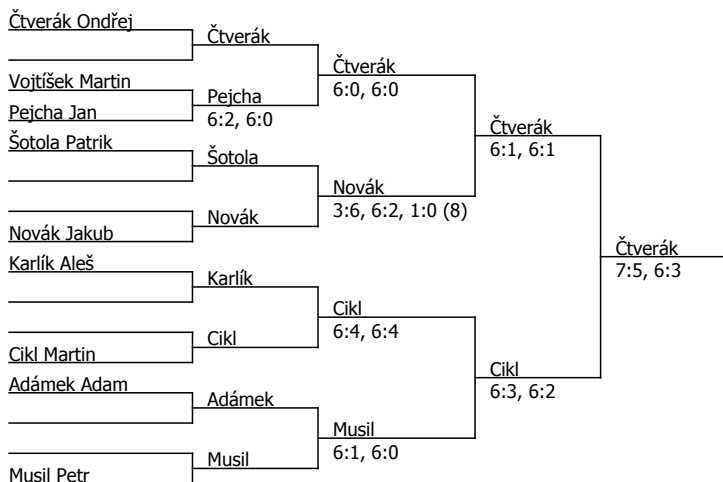 Čtverák Ondřej
Vojtíšek Martin
Pejcha Jan
Šotola Patrik
Novák Jakub
Karlík Aleš
Cikl Martin
Adámek Adam
Musil Petr
Čtverák
Pejcha
6:2, 6:0
Šotola
Novák
Karlík
Cikl
Adámek
Musil
Čtverák
6:0, 6:0
Novák
3:6, 6:2, 1:0 (8)
Cikl
6:4, 6:4
Musil
6:1, 6:0
Čtverák
6:1, 6:1
Cikl
6:3, 6:2
Čtverák
7:5, 6:3